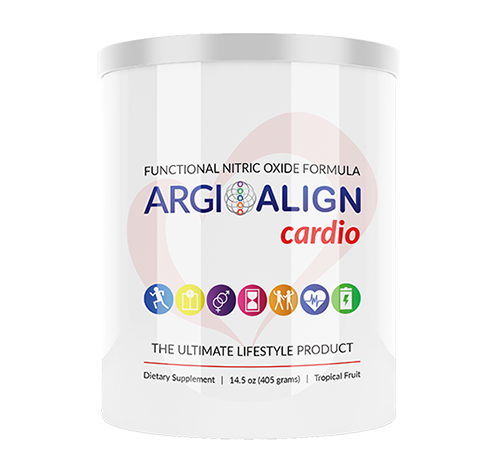 FUNCTIONAL NITRIC OXIDE FORMULA
ARGI ALIGN
cardio
THE ULTIMATE LIFESTYLE PRODUCT
Dietary Supplement | 14.5 oz (405 grams) | Tropical Fruit